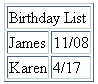 Birthday List
James 11/08
Karen 4/17